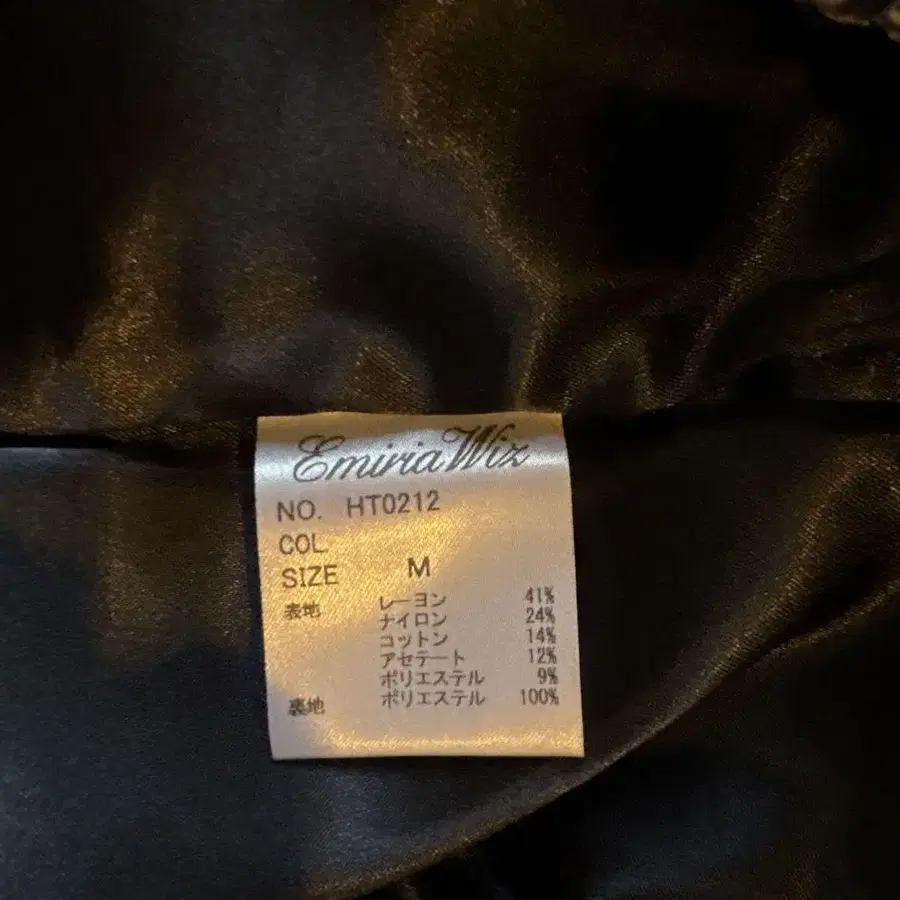 EmiriaWiz
NO. HT0212
COL.
SIZE M
表地 レーヨン 41%
ナイロン 24%
コットン 14%
アセテート 12%
ポリエステル 9%
裏地 ポリエステル 100%